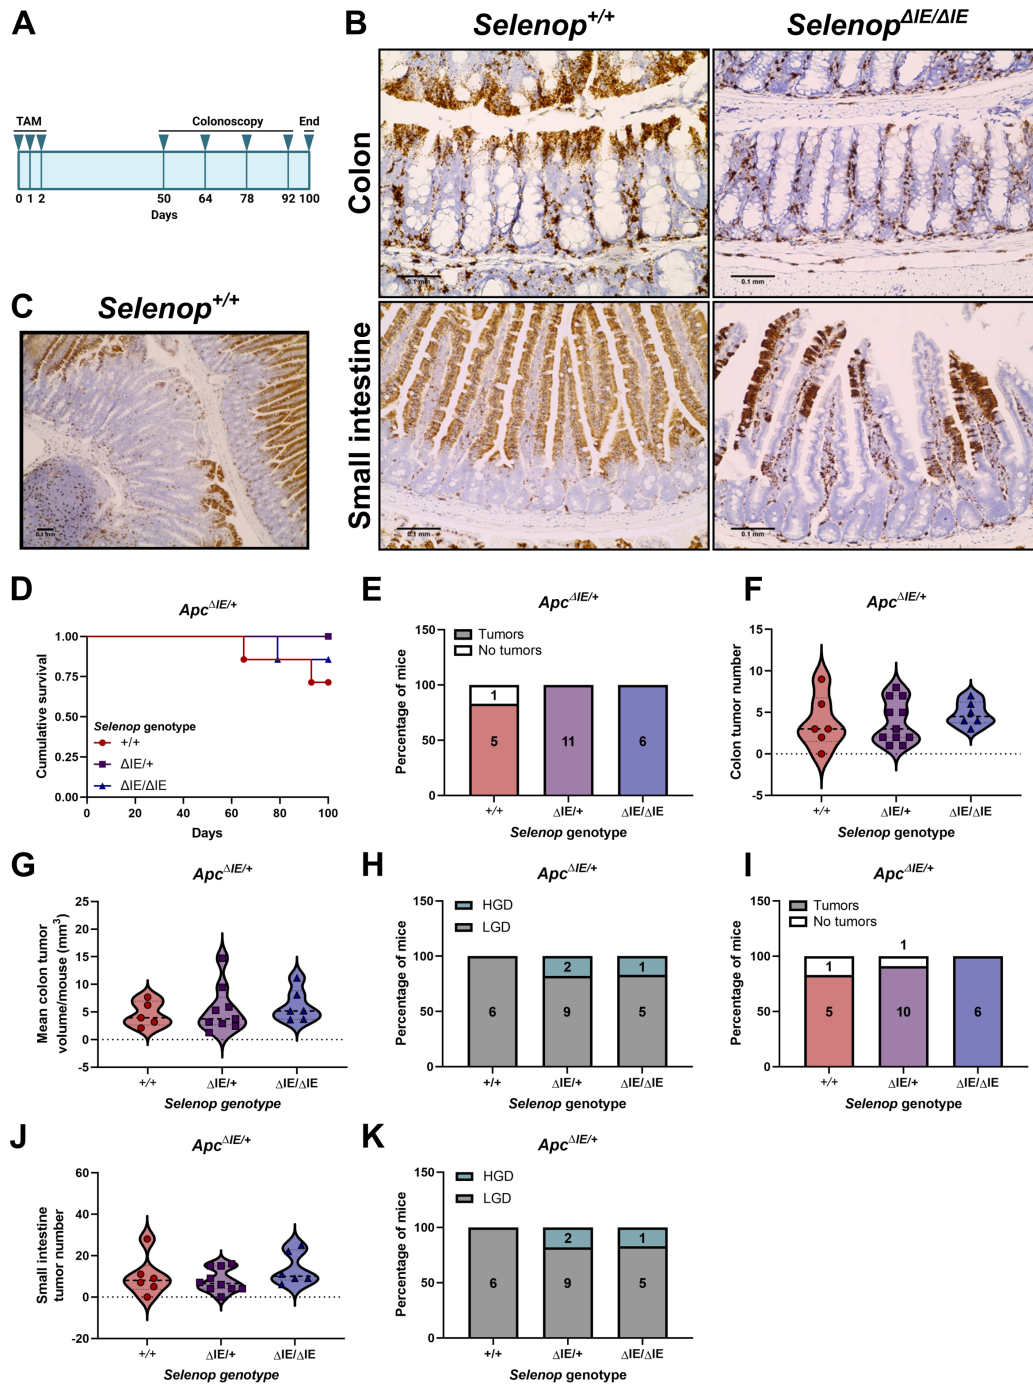 A
TAM
Colonoscopy
End
0 1 2 50 64 78 92 100
Days
B
Selenop+/+
SelenopΔIE/ΔIE
Colon
0.1 mm
0.1 mm
Small intestine
0.1 mm
0.1 mm
C
Selenop+/+
0.1 mm
D
ApcΔIE/+
Cumulative survival
1.00
0.75
0.50
0.25
0.00
Selenop genotype
+/+
ΔIE/+
ΔIE/ΔIE
0 20 40 60 80 100
Days
E
ApcΔIE/+
Percentage of mice
150
100
50
0
Tumors
No tumors
1
5 11 6
+/+ ΔIE/+ ΔIE/ΔIE
Selenop genotype
F
ApcΔIE/+
Colon tumor number
15
10
5
0
-5
+/+ ΔIE/+ ΔIE/ΔIE
Selenop genotype
G
ApcΔIE/+
Mean colon tumor
volume/mouse (mm3)
25
20
15
10
5
0
-5
+/+ ΔIE/+ ΔIE/ΔIE
Selenop genotype
H
ApcΔIE/+
Percentage of mice
150
100
50
0
HGD
LGD
2 1
6 9 5
+/+ ΔIE/+ ΔIE/ΔIE
Selenop genotype
I
ApcΔIE/+
Percentage of mice
150
100
50
0
Tumors
No tumors
1 1
5 10 6
+/+ ΔIE/+ ΔIE/ΔIE
Selenop genotype
J
ApcΔIE/+
Small intestine
tumor number
60
40
20
0
-20
+/+ ΔIE/+ ΔIE/ΔIE
Selenop genotype
K
ApcΔIE/+
Percentage of mice
150
100
50
0
HGD
LGD
2 1
6 9 5
+/+ ΔIE/+ ΔIE/ΔIE
Selenop genotype